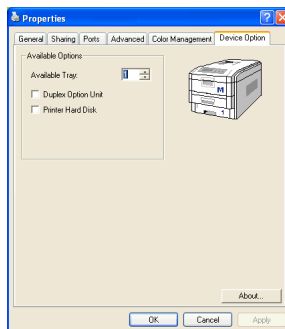 Properties
?
X
General Sharing Ports Advanced Color Management Device Option
Available Options
Available Tray: 1
Duplex Option Unit
Printer Hard Disk
M
1
About...
OK Cancel Apply